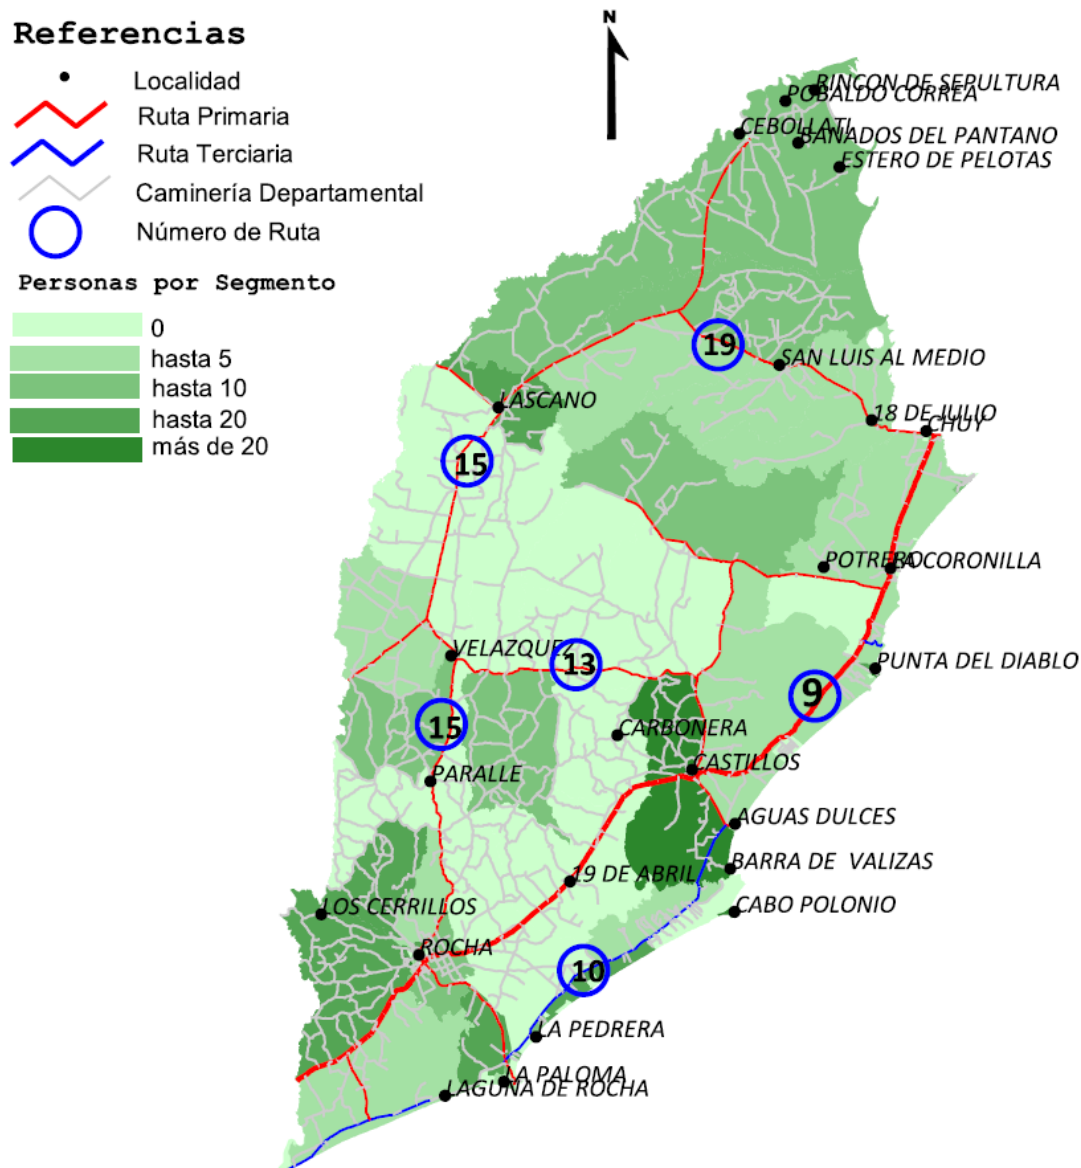 Referencias
Localidad
Ruta Primaria
Ruta Terciaria
Caminería Departamental
Número de Ruta
Personas por Segmento
0
hasta 5
hasta 10
hasta 20
más de 20
N
RINCON DE SEPULTURA
POBALDO CORREA
CEBOLLATI
BANADOS DEL PANTANO
ESTERO DE PELOTAS
19
SAN LUIS AL MEDIO
LASCANO
18 DE JULIO
CHUY
15
POTRERO
LA CORONILLA
VELAZQUEZ
13
PUNTA DEL DIABLO
9
15
CARBONERA
CASTILLOS
PARALLE
AGUAS DULCES
BARRA DE VALIZAS
19 DE ABRIL
CABO POLONIO
LOS CERRILLOS
ROCHA
10
LA PEDRERA
LA PALOMA
LAGUNA DE ROCHA